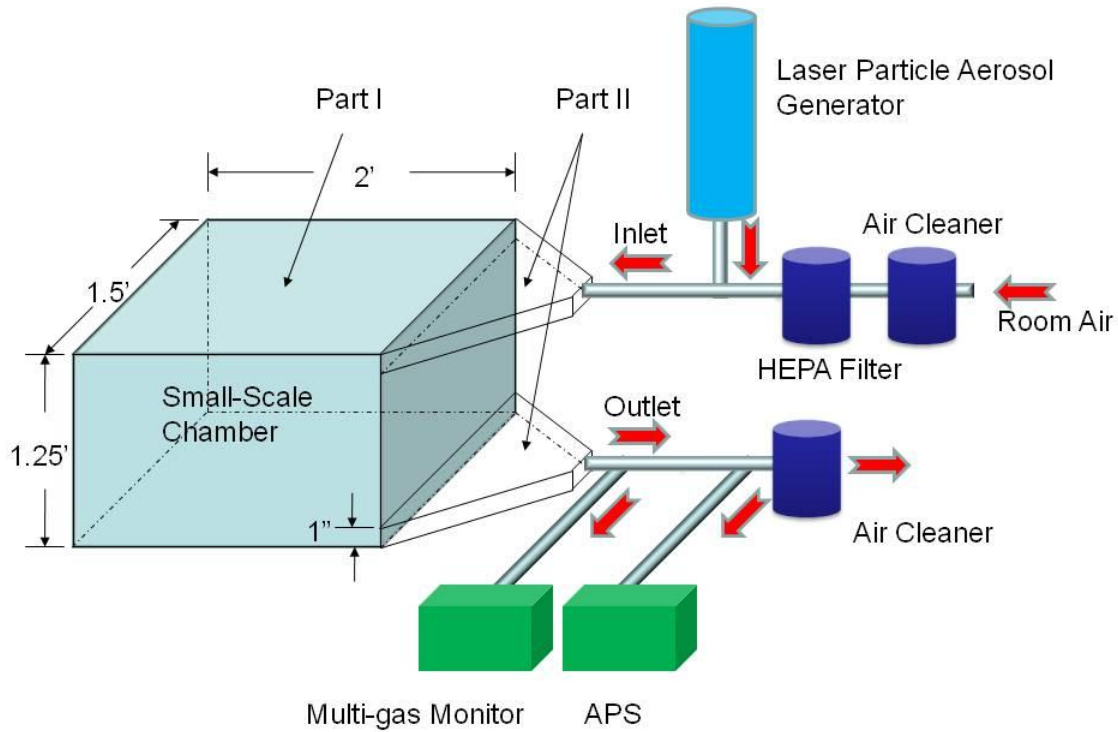 Laser Particle Aerosol
Generator
Part I
Part II
2’
Inlet
Air Cleaner
1.5’
Room Air
HEPA Filter
Small-Scale
Chamber
Outlet
1.25’
1”
Air Cleaner
Multi-gas Monitor
APS